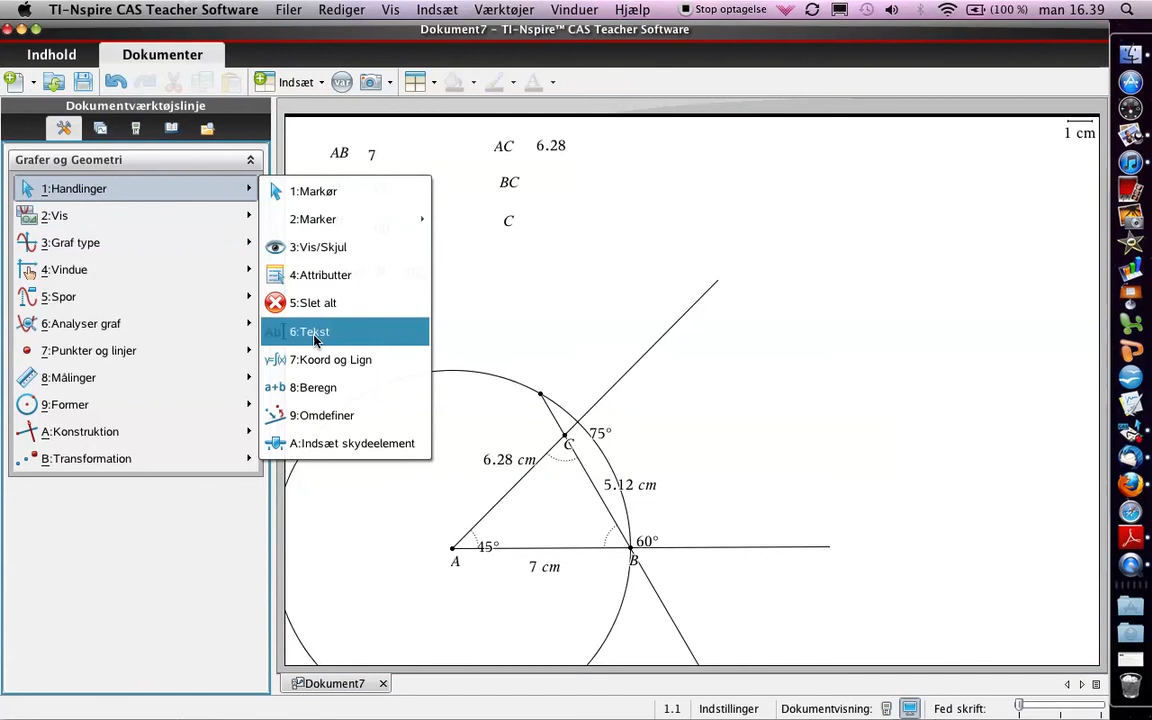 TI-Nspire CAS Teacher Software Filer Rediger Vis Indsæt Værktøjer Vinduer Hjælp Stop optagelse (100 %) man 16.39
Dokument7 - TI-Nspire™ CAS Teacher Software
Indhold Dokumenter
Indsæt var
Dokumentværktøjslinje
Grafer og Geometri
1:Handlinger
2:Vis
3:Graf type
4:Vindue
5:Spor
6:Analyser graf
7:Punkter og linjer
8:Målinger
9:Former
A:Konstruktion
B:Transformation
1:Markør
2:Marker
3:Vis/Skjul
4:Attributter
5:Slet alt
6:Tekst
7:Koord og Lign
8:Beregn
9:Omdefiner
A:Indsæt skydeelement
1 cm
AB 7
AC 6.28
BC
C
75°
C
6.28 cm
5.12 cm
45°
60°
A
7 cm
B
Dokument7
1.1 Indstillinger Dokumentvisning: Fed skrift: